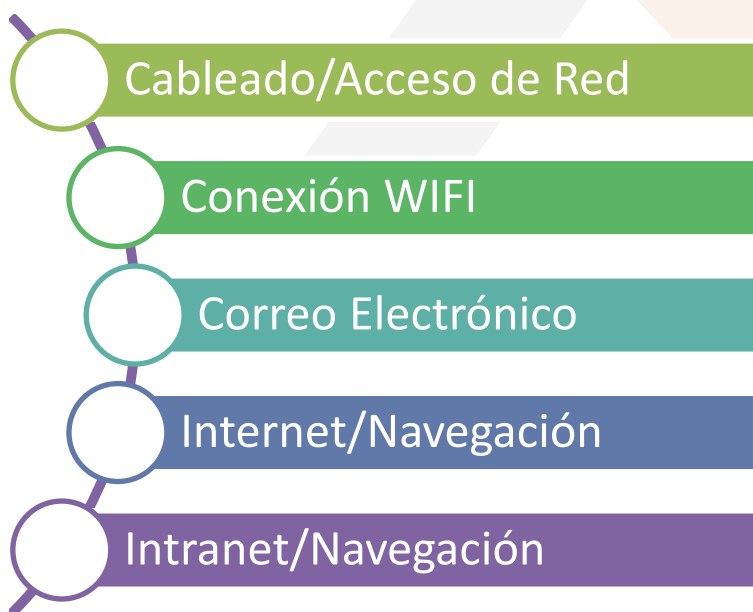 Cableado/Acceso de Red
Conexión WIFI
Correo Electrónico
Internet/Navegación
Intranet/Navegación